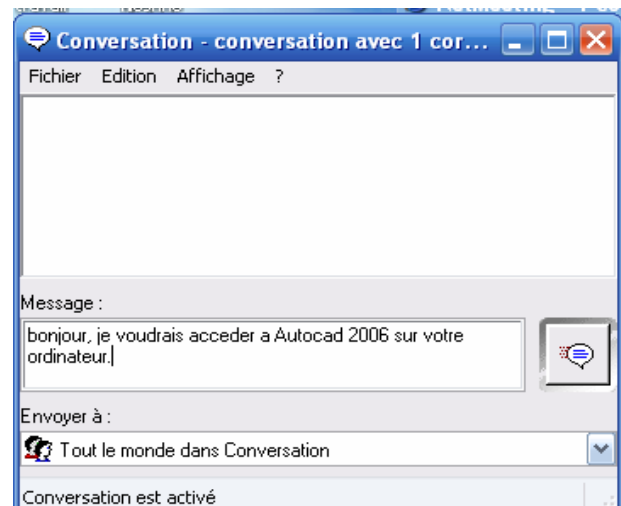 Conversation - conversation avec 1 cor...
Fichier Edition Affichage ?
Message :
bonjour, je voudrais acceder a Autocad 2006 sur votre
ordinateur.
Envoyer à :
Tout le monde dans Conversation
Conversation est activé